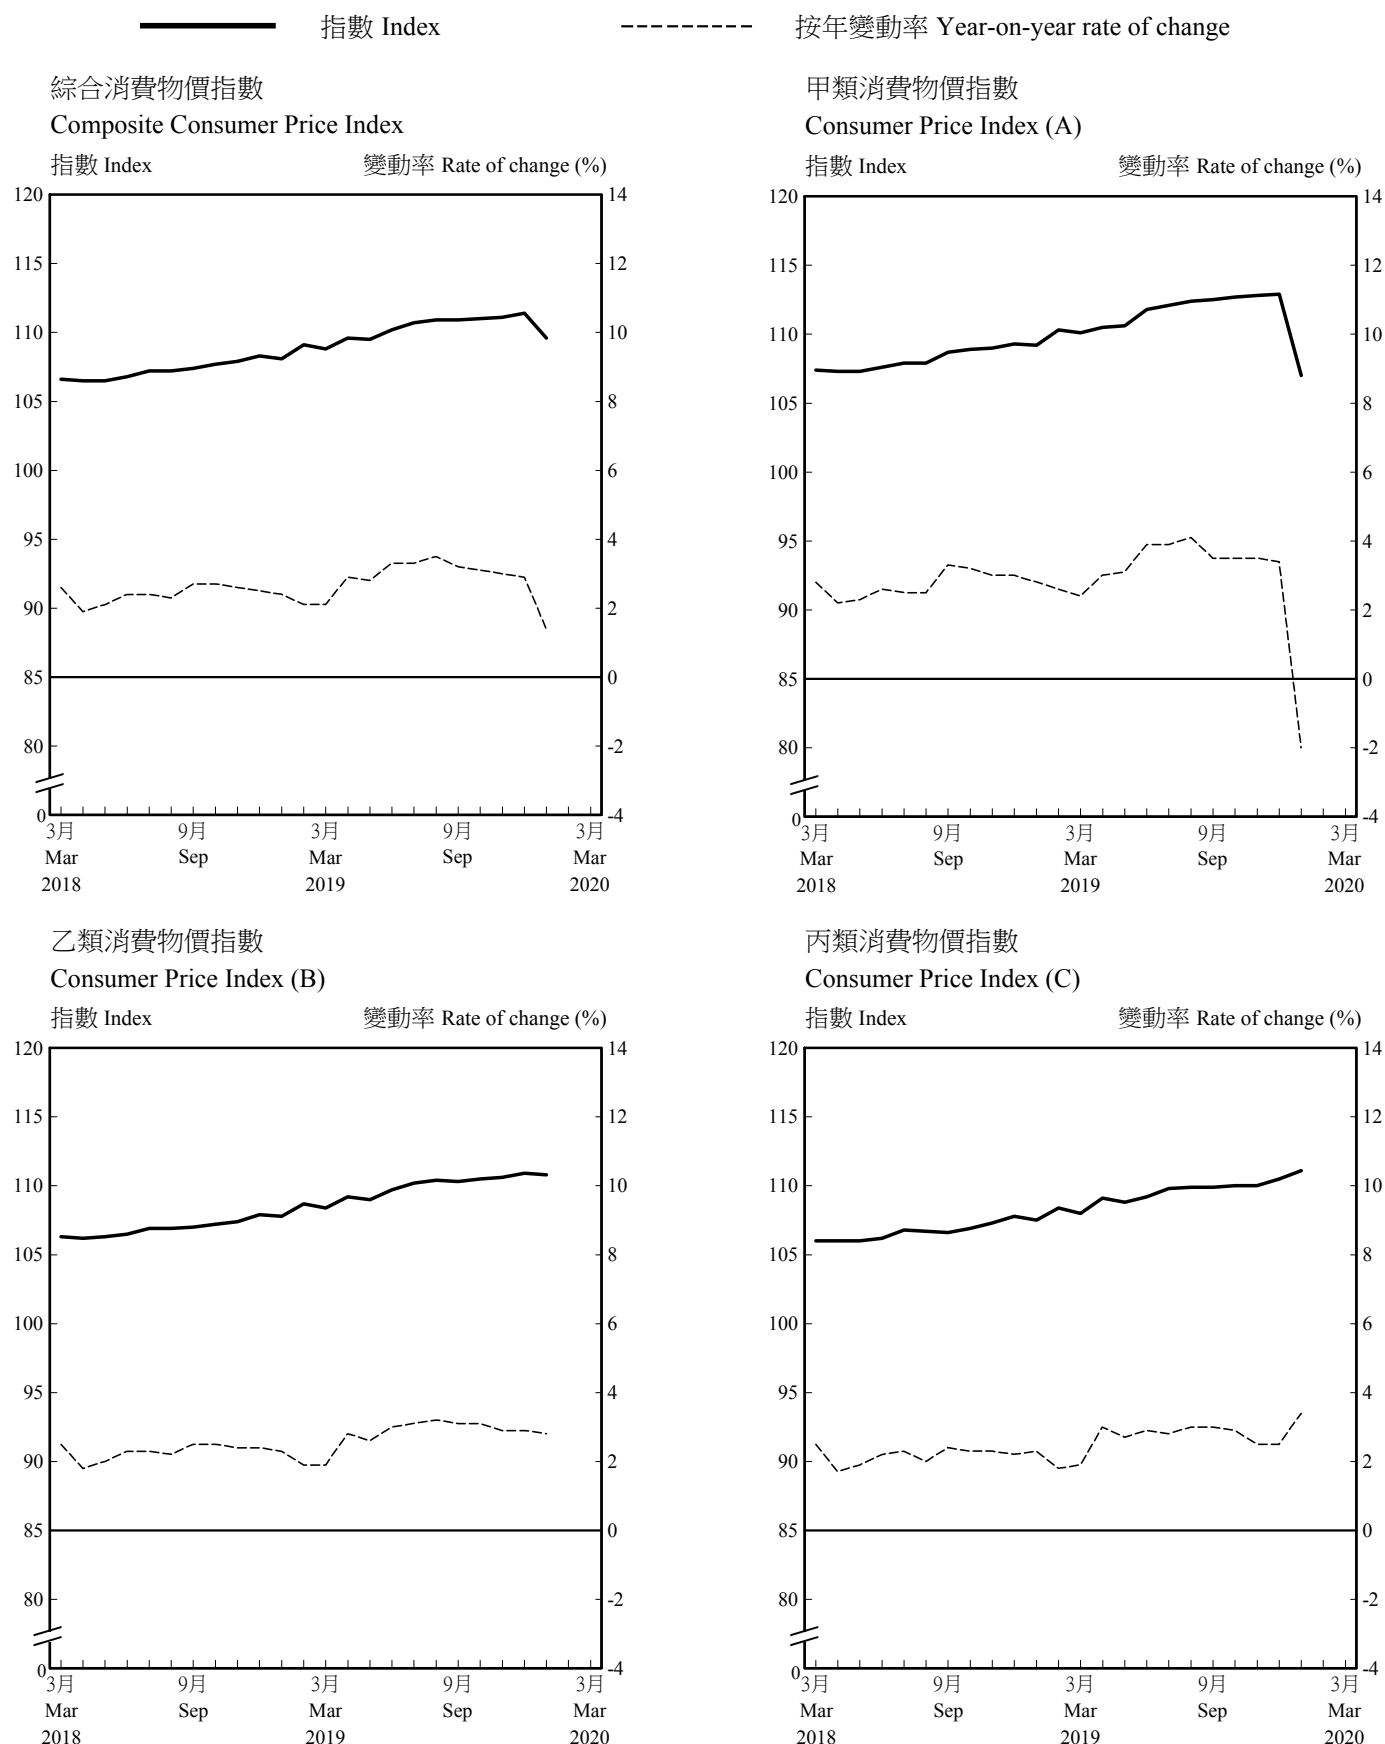 指數 Index 按年變動率 Year-on-year rate of change
綜合消費物價指數
Composite Consumer Price Index
指數 Index 變動率 Rate of change (%)
120 14
115 12
110 10
105 8
100 6
95 4
90 2
85 0
80 -2
0 -4
3月 9月 3月 9月 3月
Mar Sep Mar Sep Mar
2018 2019 2020
甲類消費物價指數
Consumer Price Index (A)
指數 Index 變動率 Rate of change (%)
120 14
115 12
110 10
105 8
100 6
95 4
90 2
85 0
80 -2
0 -4
3月 9月 3月 9月 3月
Mar Sep Mar Sep Mar
2018 2019 2020
乙類消費物價指數
Consumer Price Index (B)
指數 Index 變動率 Rate of change (%)
120 14
115 12
110 10
105 8
100 6
95 4
90 2
85 0
80 -2
0 -4
3月 9月 3月 9月 3月
Mar Sep Mar Sep Mar
2018 2019 2020
丙類消費物價指數
Consumer Price Index (C)
指數 Index 變動率 Rate of change (%)
120 14
115 12
110 10
105 8
100 6
95 4
90 2
85 0
80 -2
0 -4
3月 9月 3月 9月 3月
Mar Sep Mar Sep Mar
2018 2019 2020